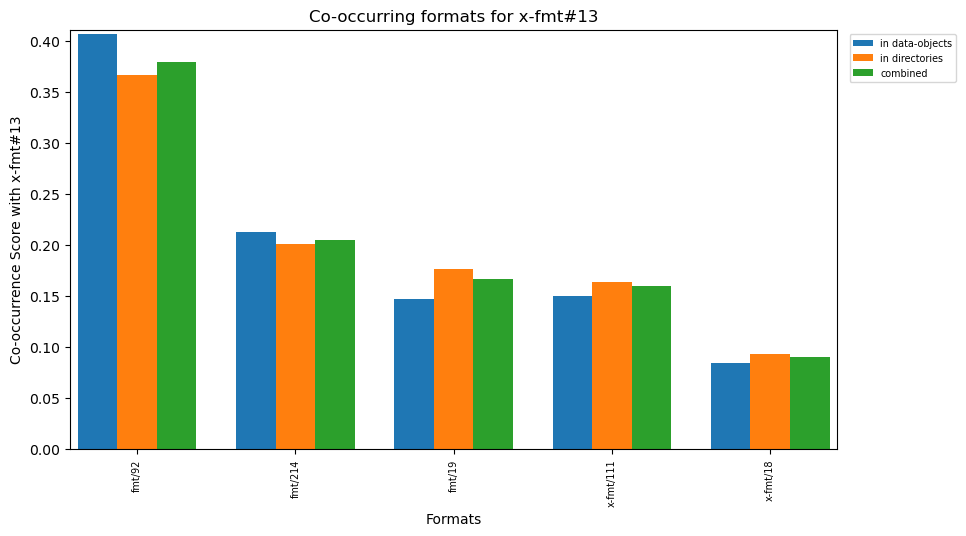 Co-occurring formats for x-fmt#13
Co-occurrence Score with x-fmt#13
0.40
0.35
0.30
0.25
0.20
0.15
0.10
0.05
0.00
fmt/92
fmt/214
fmt/19
x-fmt/111
x-fmt/18
Formats
in data-objects
in directories
combined